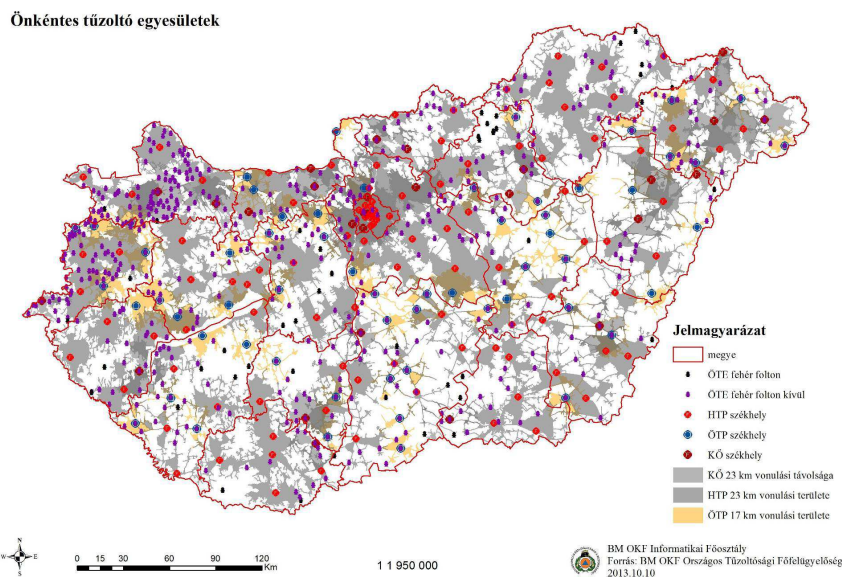 Önkéntes tűzoltó egyesületek
Jelmagyarázat
megye
ÖTE fehér folton
ÖTE fehér folton kívül
HTP székhely
ÖTP székhely
KŐ székhely
KŐ 23 km vonulási távolsága
HTP 23 km vonulási területe
ÖTP 17 km vonulási területe
N
W E
S
0 15 30 60 90 120
Km
1 1 950 000
BM OKF Informatikai Főosztály
Forrás: BM OKF Országos Tűzoltósági Főfelügyelőség
2013.10.10